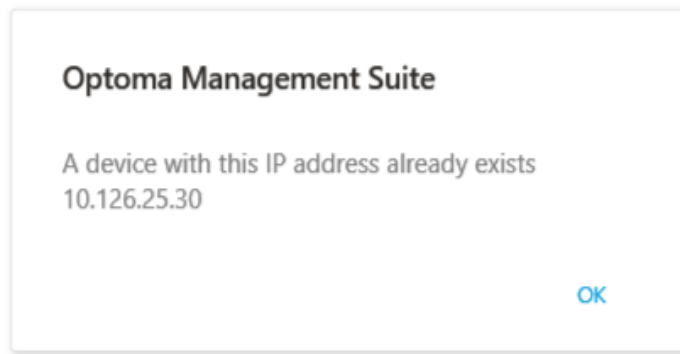 Optoma Management Suite
A device with this IP address already exists
10.126.25.30
OK